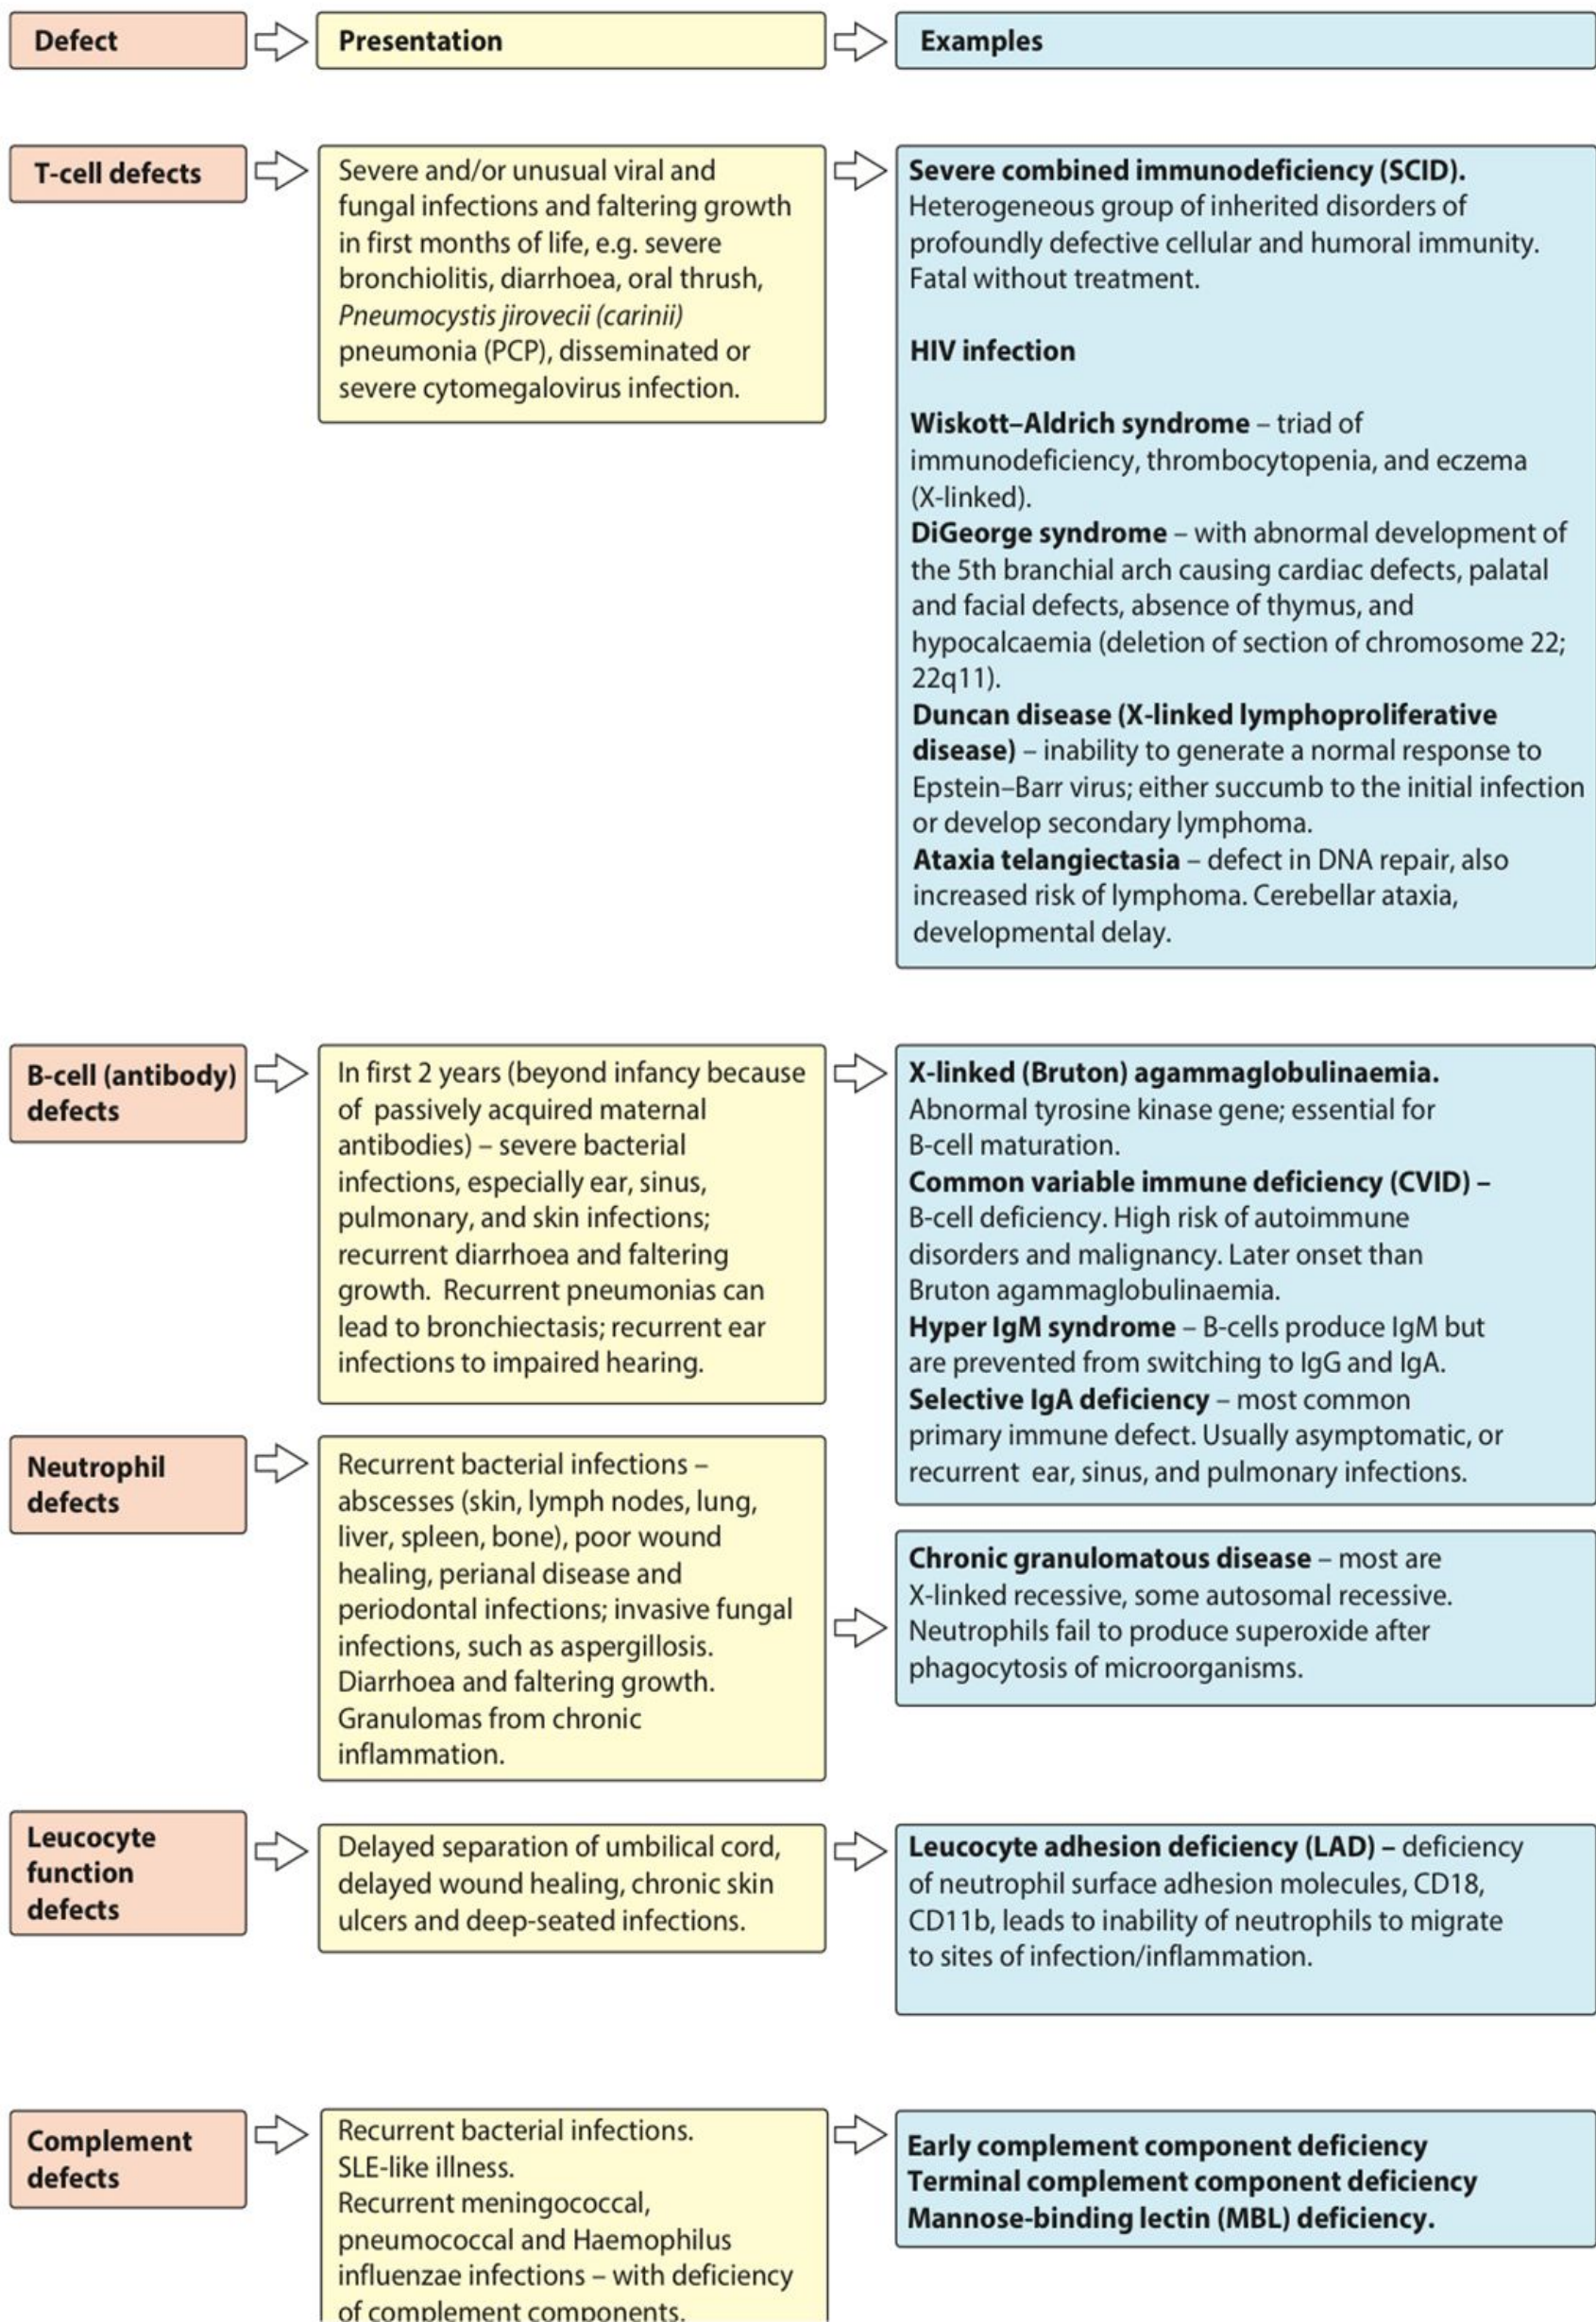 Defect
Presentation
Examples
T-cell defects
Severe and/or unusual viral and
fungal infections and faltering growth
in first months of life, e.g. severe
bronchiolitis, diarrhoea, oral thrush,
Pneumocystis jirovecii (carinii)
pneumonia (PCP), disseminated or
severe cytomegalovirus infection.
Severe combined immunodeficiency (SCID).
Heterogeneous group of inherited disorders of
profoundly defective cellular and humoral immunity.
Fatal without treatment.
HIV infection
Wiskott–Aldrich syndrome – triad of
immunodeficiency, thrombocytopenia, and eczema
(X-linked).
DiGeorge syndrome – with abnormal development of
the 5th branchial arch causing cardiac defects, palatal
and facial defects, absence of thymus, and
hypocalcaemia (deletion of section of chromosome 22;
22q11).
Duncan disease (X-linked lymphoproliferative
disease) – inability to generate a normal response to
Epstein–Barr virus; either succumb to the initial infection
or develop secondary lymphoma.
Ataxia telangiectasia – defect in DNA repair, also
increased risk of lymphoma. Cerebellar ataxia,
developmental delay.
B-cell (antibody)
defects
In first 2 years (beyond infancy because
of passively acquired maternal
antibodies) – severe bacterial
infections, especially ear, sinus,
pulmonary, and skin infections;
recurrent diarrhoea and faltering
growth. Recurrent pneumonias can
lead to bronchiectasis; recurrent ear
infections to impaired hearing.
X-linked (Bruton) agammaglobulinaemia.
Abnormal tyrosine kinase gene; essential for
B-cell maturation.
Common variable immune deficiency (CVID) –
B-cell deficiency. High risk of autoimmune
disorders and malignancy. Later onset than
Bruton agammaglobulinaemia.
Hyper IgM syndrome – B-cells produce IgM but
are prevented from switching to IgG and IgA.
Selective IgA deficiency – most common
primary immune defect. Usually asymptomatic, or
recurrent ear, sinus, and pulmonary infections.
Neutrophil
defects
Recurrent bacterial infections –
abscesses (skin, lymph nodes, lung,
liver, spleen, bone), poor wound
healing, perianal disease and
periodontal infections; invasive fungal
infections, such as aspergillosis.
Diarrhoea and faltering growth.
Granulomas from chronic
inflammation.
Chronic granulomatous disease – most are
X-linked recessive, some autosomal recessive.
Neutrophils fail to produce superoxide after
phagocytosis of microorganisms.
Leucocyte
function
defects
Delayed separation of umbilical cord,
delayed wound healing, chronic skin
ulcers and deep-seated infections.
Leucocyte adhesion deficiency (LAD) – deficiency
of neutrophil surface adhesion molecules, CD18,
CD11b, leads to inability of neutrophils to migrate
to sites of infection/inflammation.
Complement
defects
Recurrent bacterial infections.
SLE-like illness.
Recurrent meningococcal,
pneumococcal and Haemophilus
influenzae infections – with deficiency
of complement components.
Early complement component deficiency
Terminal complement component deficiency
Mannose-binding lectin (MBL) deficiency.